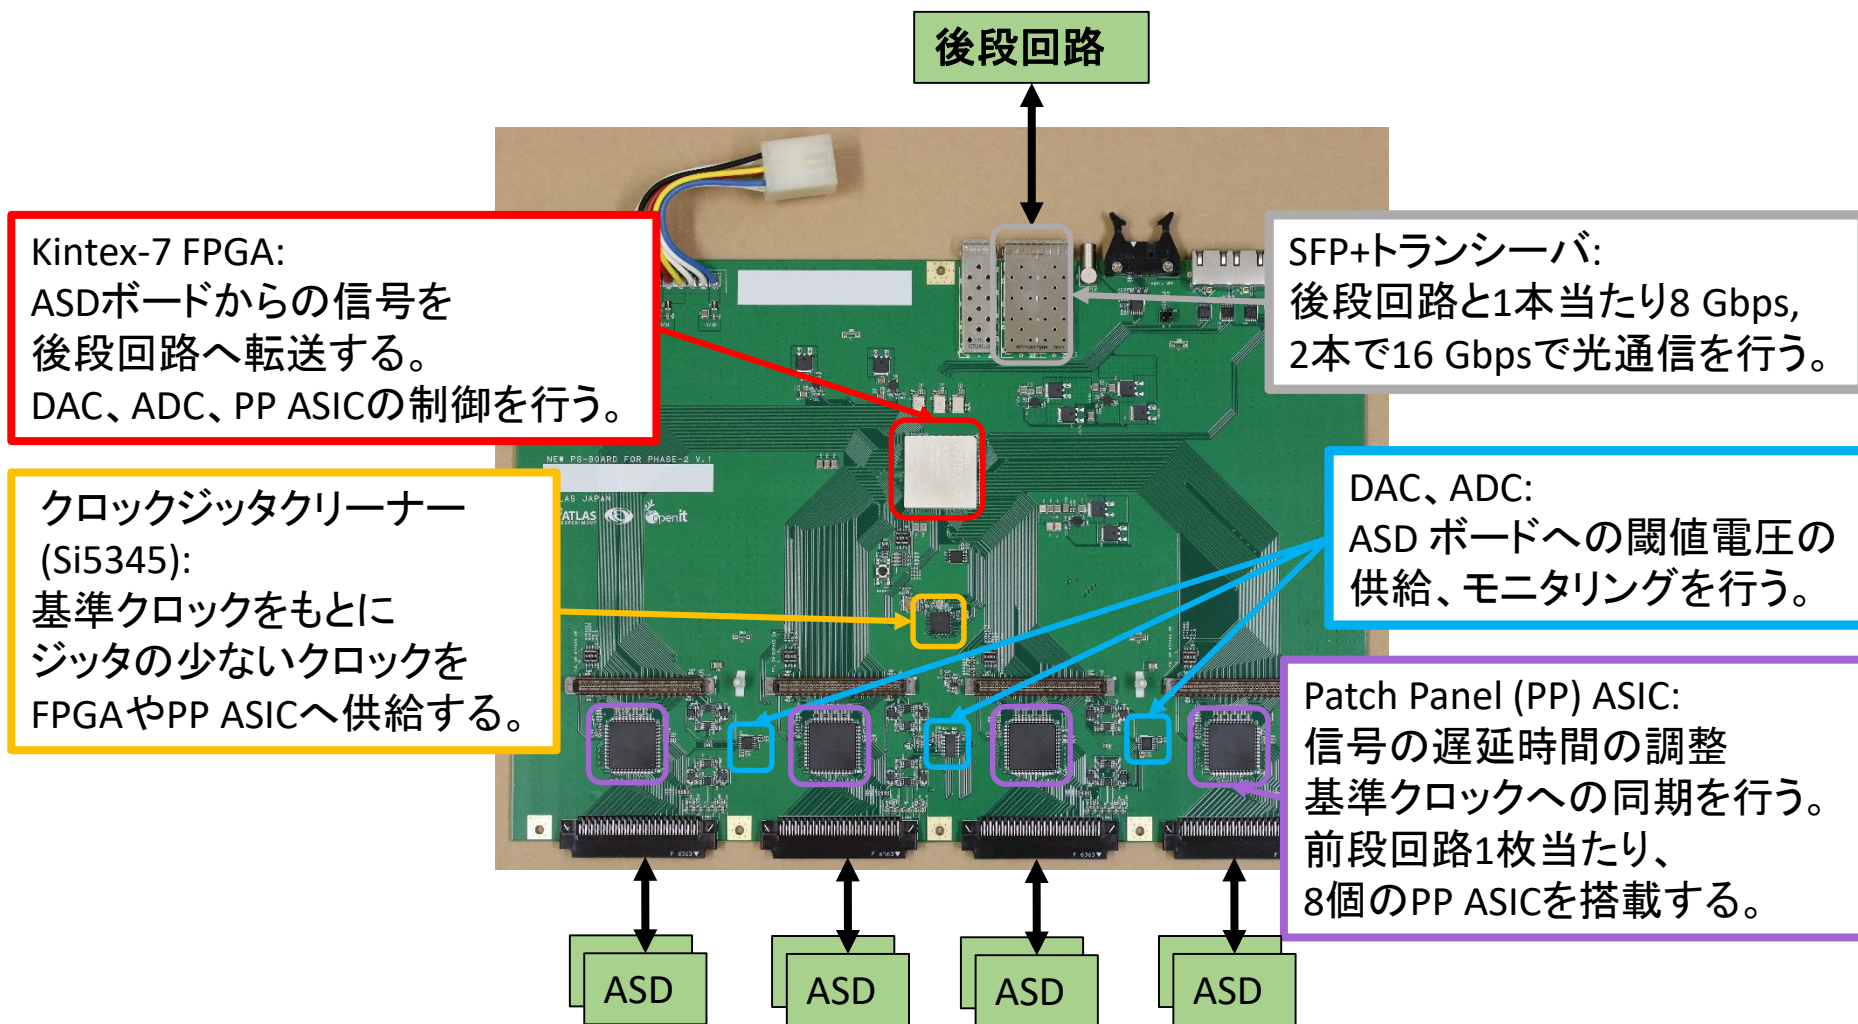 後段回路
Kintex-7 FPGA:
ASDボードからの信号を
後段回路へ転送する。
DAC、ADC、PP ASICの制御を行う。
SFP+トランシーバ:
後段回路と1本当たり8 Gbps,
2本で16 Gbpsで光通信を行う。
NEW PS-BOARD FOR PHASE-2 V.1
クロックジッタクリーナー
(Si5345):
基準クロックをもとに
ジッタの少ないクロックを
FPGAやPP ASICへ供給する。
LAS JAPAN
ATLAS
EXPERIMENT
Openit
DAC、ADC:
ASD ボードへの閾値電圧の
供給、モニタリングを行う。
Patch Panel (PP) ASIC:
信号の遅延時間の調整
基準クロックへの同期を行う。
前段回路1枚当たり、
8個のPP ASICを搭載する。
ASD
ASD
ASD
ASD